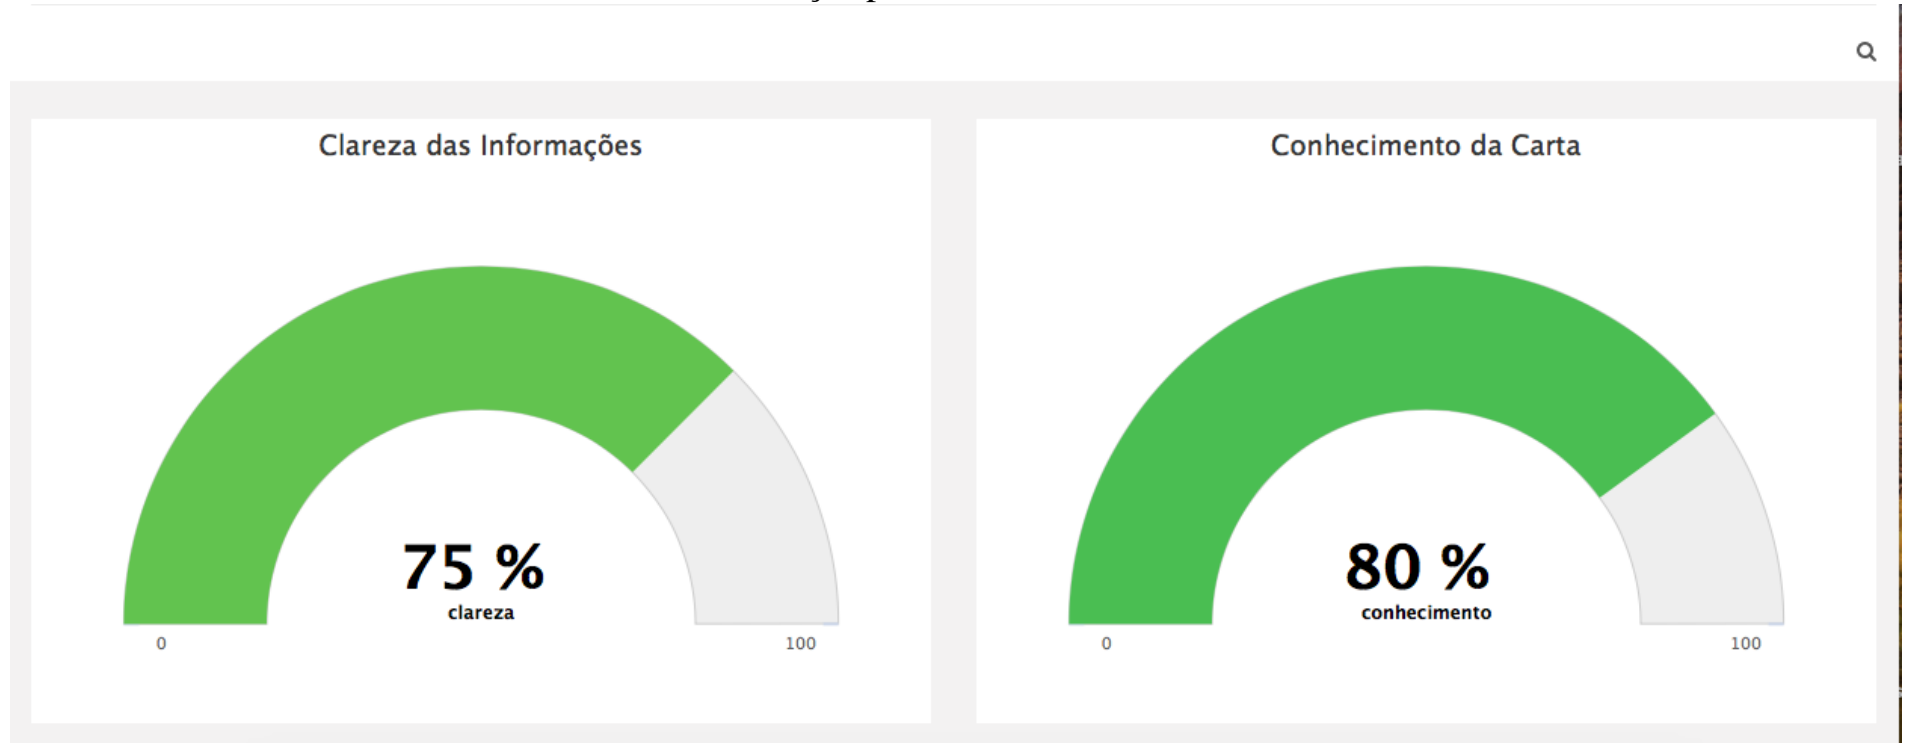 Clareza das Informações
75 %
clareza
0
100
Conhecimento da Carta
80 %
conhecimento
0
100